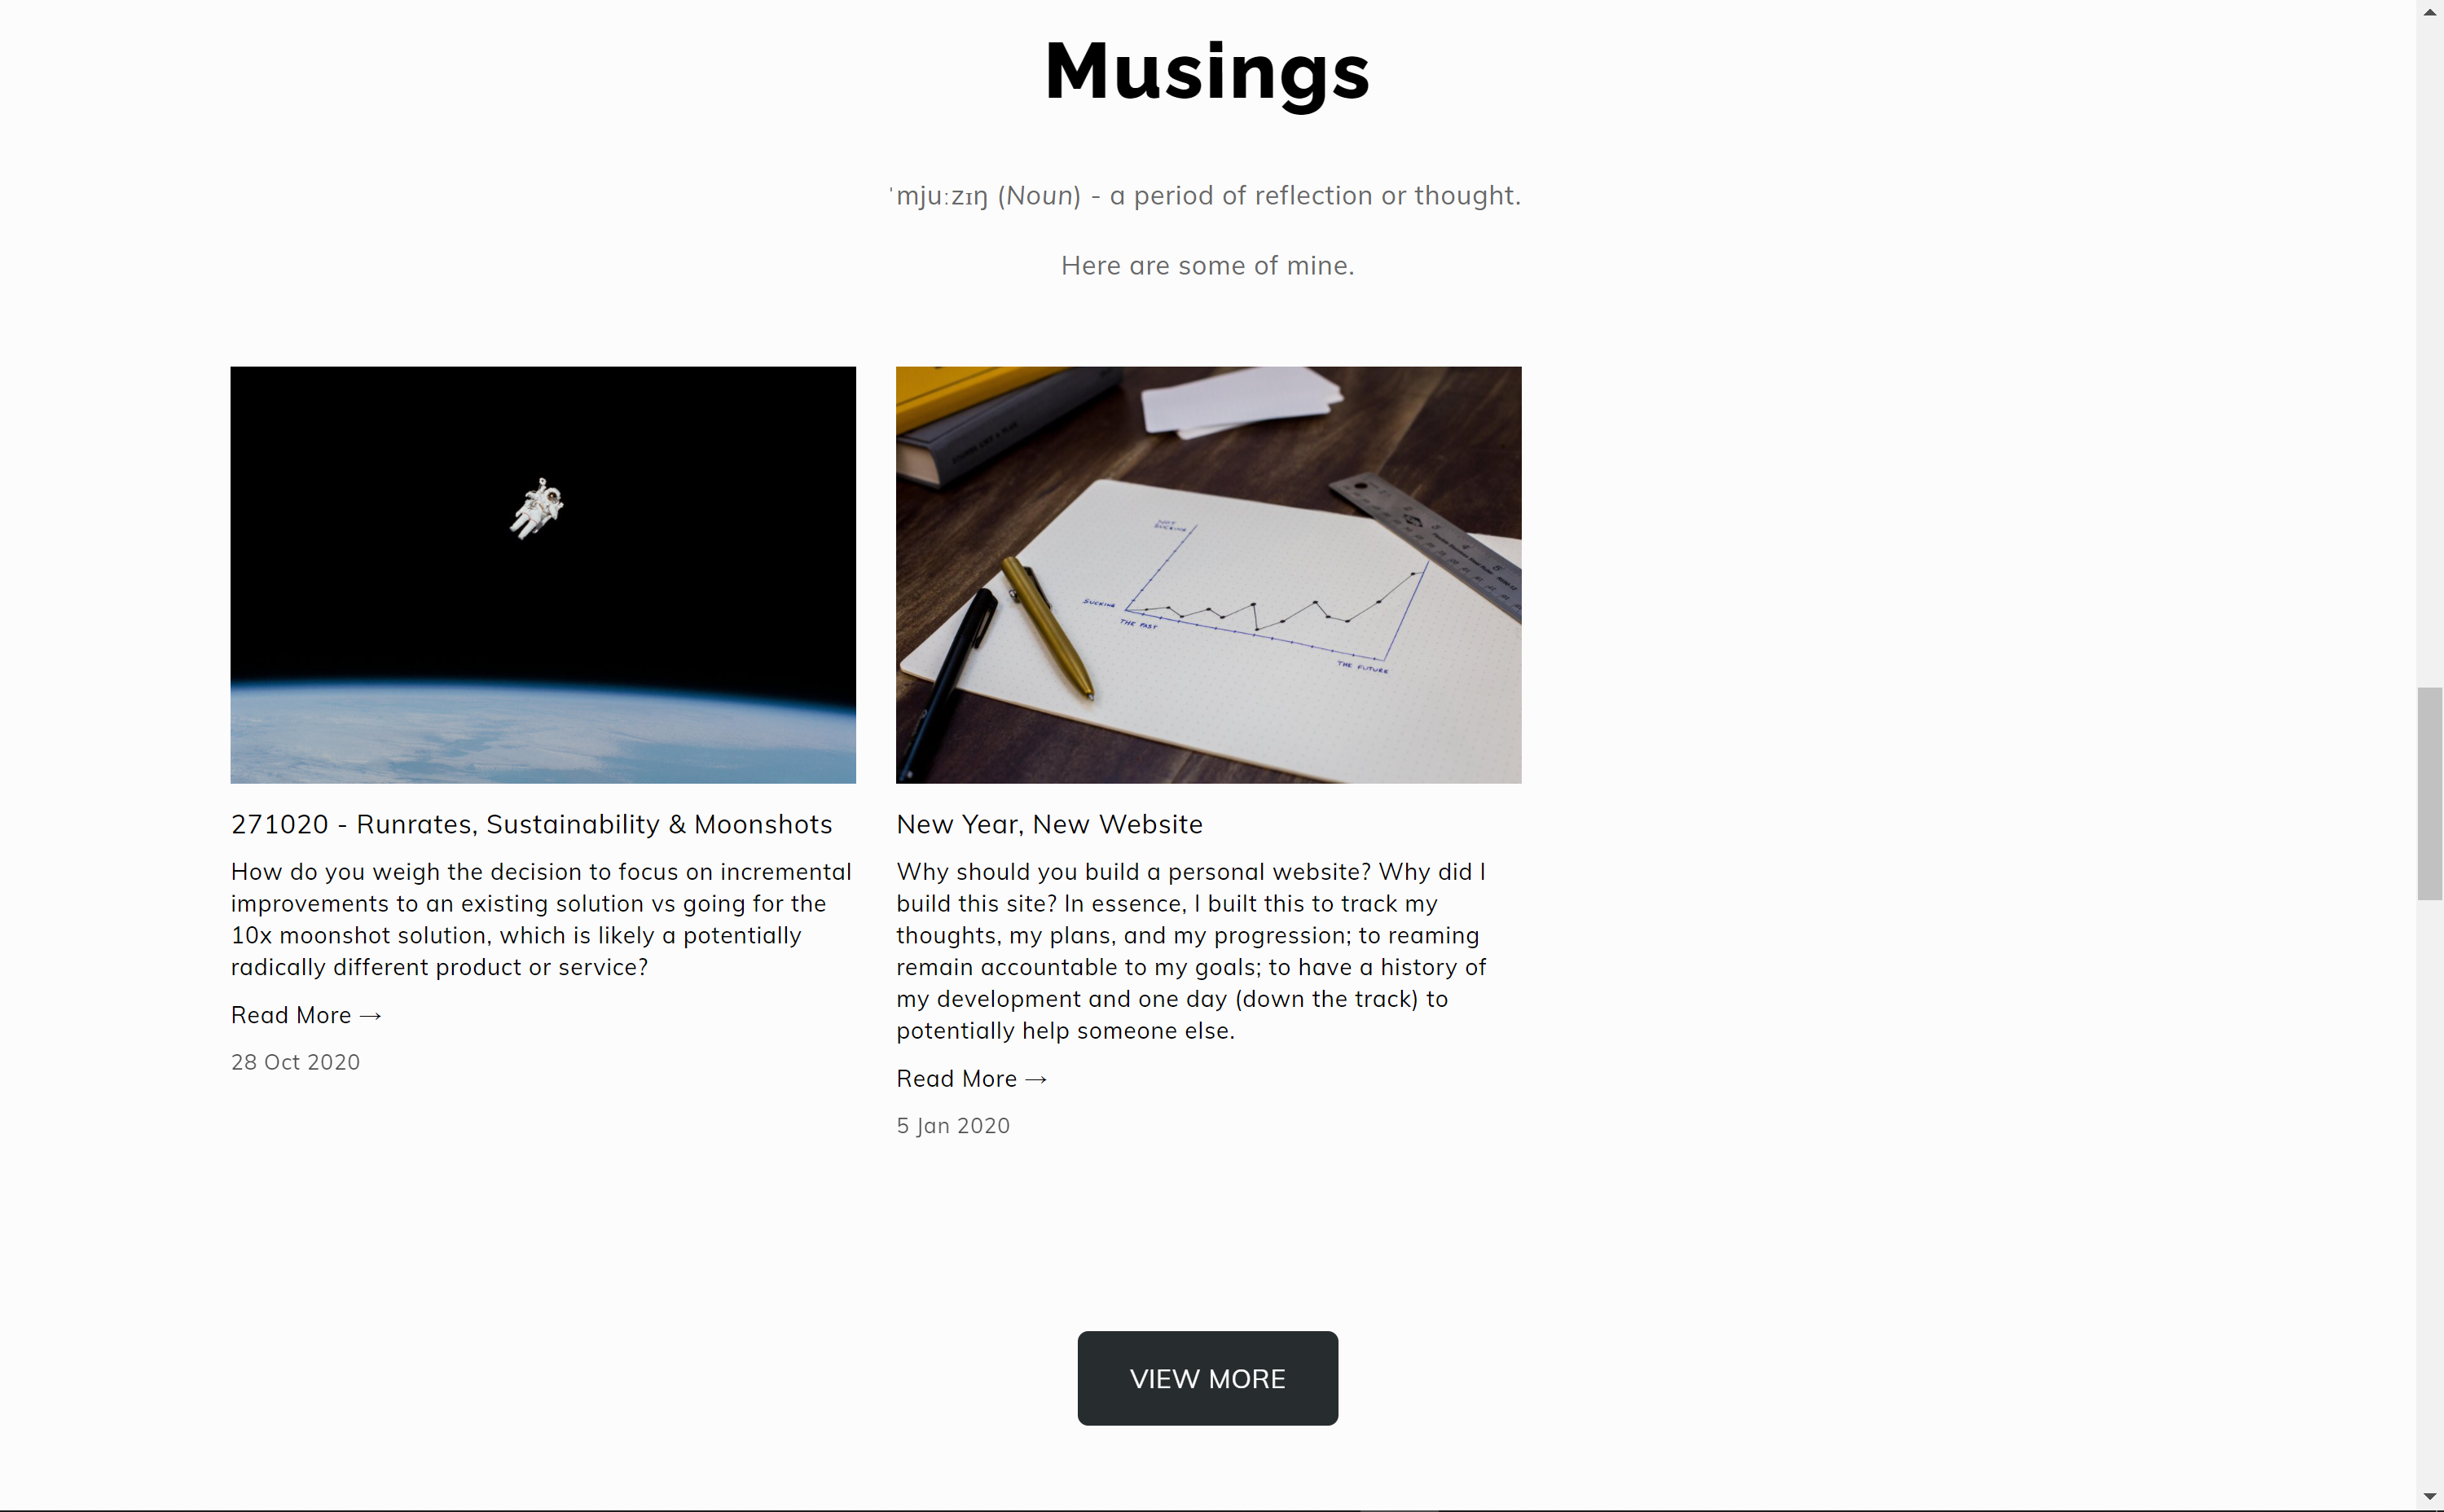 Musings
ˈmjuːzɪŋ (Noun) - a period of reflection or thought.
Here are some of mine.
NOT
SUCKING
SUCKING
THE PAST
THE FUTURE
271020 - Runrates, Sustainability & Moonshots
How do you weigh the decision to focus on incremental
improvements to an existing solution vs going for the
10x moonshot solution, which is likely a potentially
radically different product or service?
Read More →
28 Oct 2020
New Year, New Website
Why should you build a personal website? Why did I
build this site? In essence, I built this to track my
thoughts, my plans, and my progression; to reaming
remain accountable to my goals; to have a history of
my development and one day (down the track) to
potentially help someone else.
Read More →
5 Jan 2020
VIEW MORE